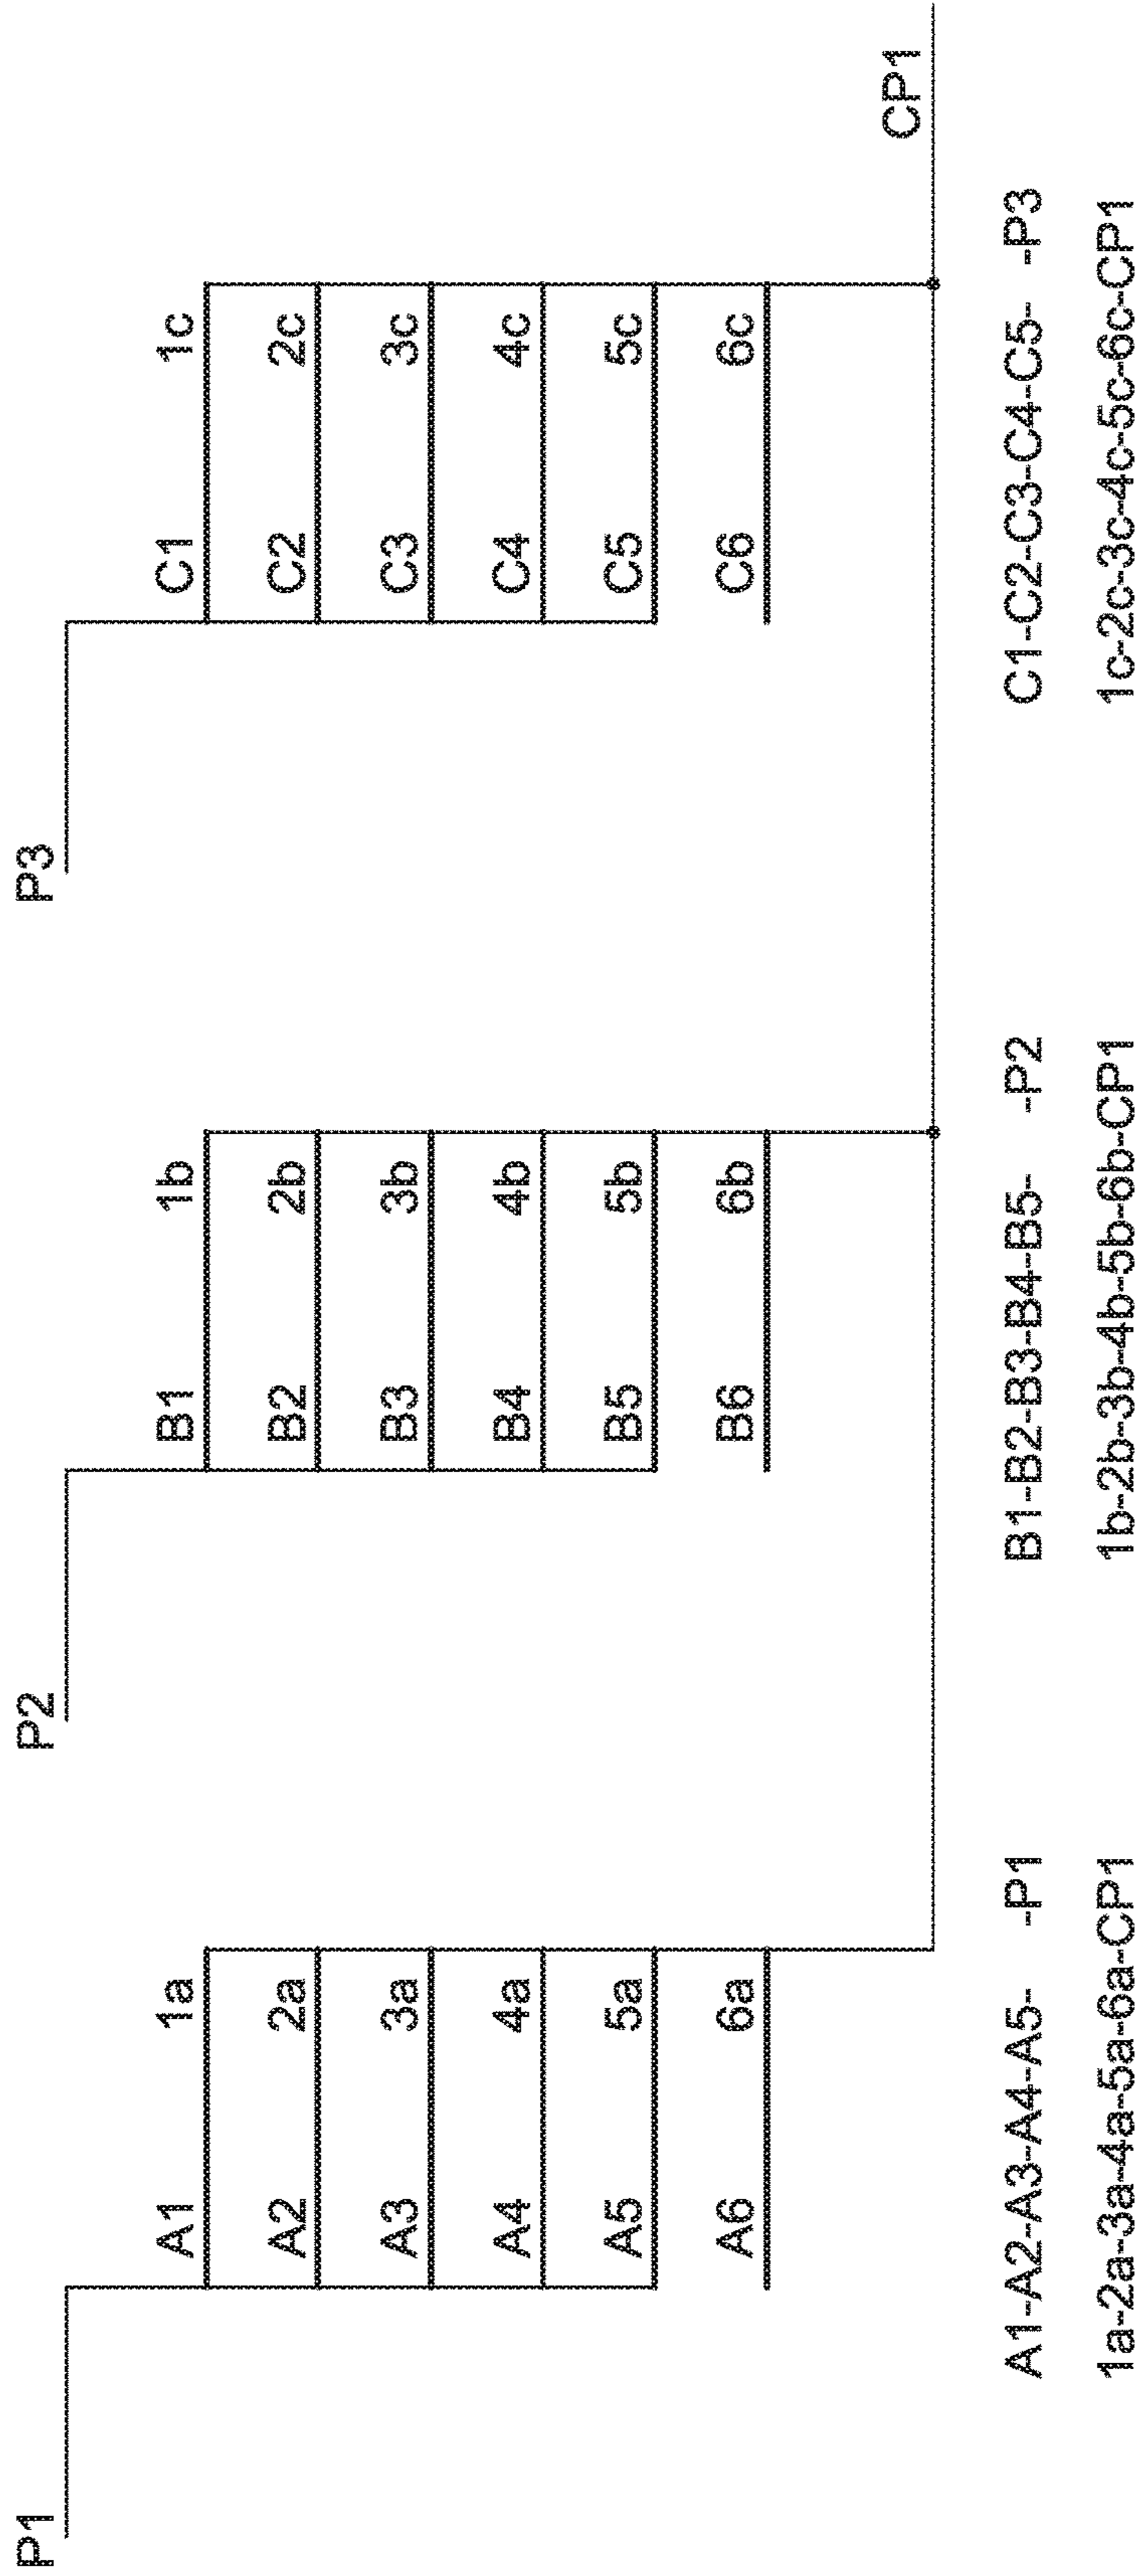 P1
P2
P3
A1 1a
B1 1b
C1 1c
A2 2a
B2 2b
C2 2c
A3 3a
B3 3b
C3 3c
A4 4a
B4 4b
C4 4c
A5 5a
B5 5b
C5 5c
A6 6a
B6 6b
C6 6c
CP1
A1-A2-A3-A4-A5- -P1
B1-B2-B3-B4-B5- -P2
C1-C2-C3-C4-C5- -P3
1a-2a-3a-4a-5a-6a-CP1
1b-2b-3b-4b-5b-6b-CP1
1c-2c-3c-4c-5c-6c-CP1